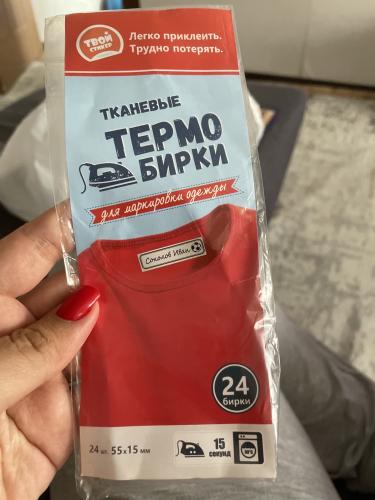 ТВОЙ
СТИКЕР
Легко приклеить.
Трудно потерять.
ТКАНЕВЫЕ
ТЕРМО
БИРКИ
для маркировки одежды
Соколов Иван
24
бирки
24 шт. 55х15 мм
15
секунд